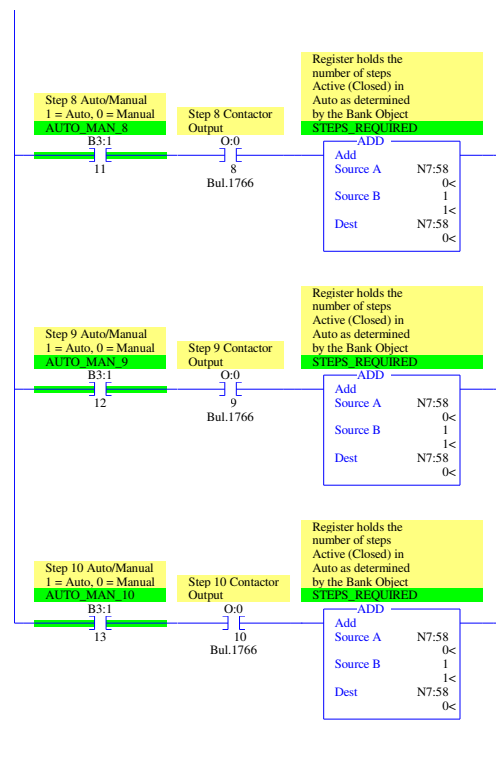 Register holds the
number of steps
Active (Closed) in
Auto as determined
by the Bank Object
STEPS_REQUIRED
Step 8 Auto/Manual
1 = Auto, 0 = Manual
AUTO_MAN_8
B3:1
11
Step 8 Contactor
Output
O:0
8
Bul.1766
ADD
Add
Source A N7:58
0<
Source B 1
1<
Dest N7:58
0<
Register holds the
number of steps
Active (Closed) in
Auto as determined
by the Bank Object
STEPS_REQUIRED
Step 9 Auto/Manual
1 = Auto, 0 = Manual
AUTO_MAN_9
B3:1
12
Step 9 Contactor
Output
O:0
9
Bul.1766
ADD
Add
Source A N7:58
0<
Source B 1
1<
Dest N7:58
0<
Register holds the
number of steps
Active (Closed) in
Auto as determined
by the Bank Object
STEPS_REQUIRED
Step 10 Auto/Manual
1 = Auto, 0 = Manual
AUTO_MAN_10
B3:1
13
Step 10 Contactor
Output
O:0
10
Bul.1766
ADD
Add
Source A N7:58
0<
Source B 1
1<
Dest N7:58
0<